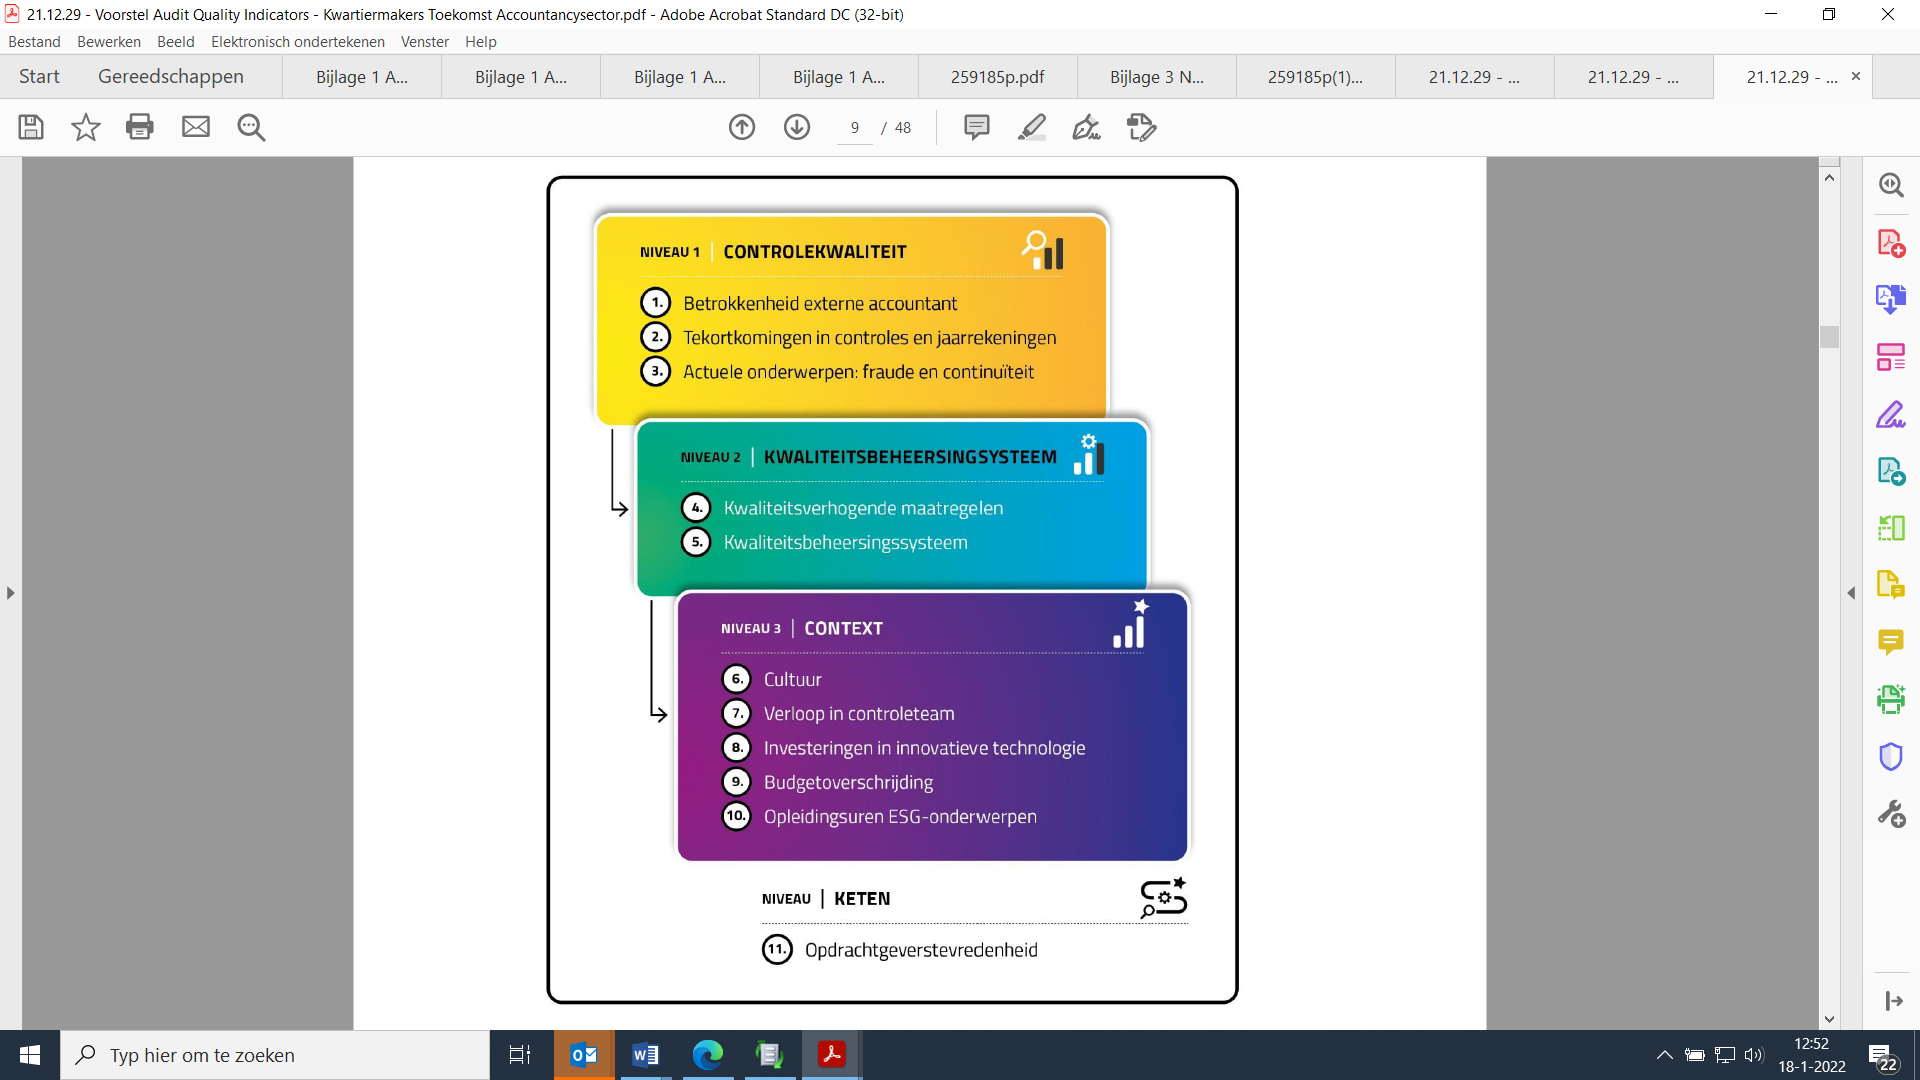 21.12.29 - Voorstel Audit Quality Indicators - Kwartiermakers Toekomst Accountancysector.pdf - Adobe Acrobat Standard DC (32-bit)
Bestand Bewerken Beeld Elektronisch ondertekenen Venster Help
Start Gereedschappen Bijlage 1 A... Bijlage 1 A... Bijlage 1 A... Bijlage 1 A... 259185p.pdf Bijlage 3 N... 259185p(1)... 21.12.29 - ... 21.12.29 - ... 21.12.29 - ...
9 / 48
NIVEAU 1 | CONTROLEKWALITEIT
1. Betrokkenheid externe accountant
2. Tekortkomingen in controles en jaarrekeningen
3. Actuele onderwerpen: fraude en continuïteit
NIVEAU 2 | KWALITEITSBEHEERSINGSYSTEEM
4. Kwaliteitsverhogende maatregelen
5. Kwaliteitsbeheersingssysteem
NIVEAU 3 | CONTEXT
6. Cultuur
7. Verloop in controleteam
8. Investeringen in innovatieve technologie
9. Budgetoverschrijding
10. Opleidingsuren ESG-onderwerpen
NIVEAU | KETEN
11. Opdrachtgeverstevredenheid
Typ hier om te zoeken
12:52
18-1-2022
22